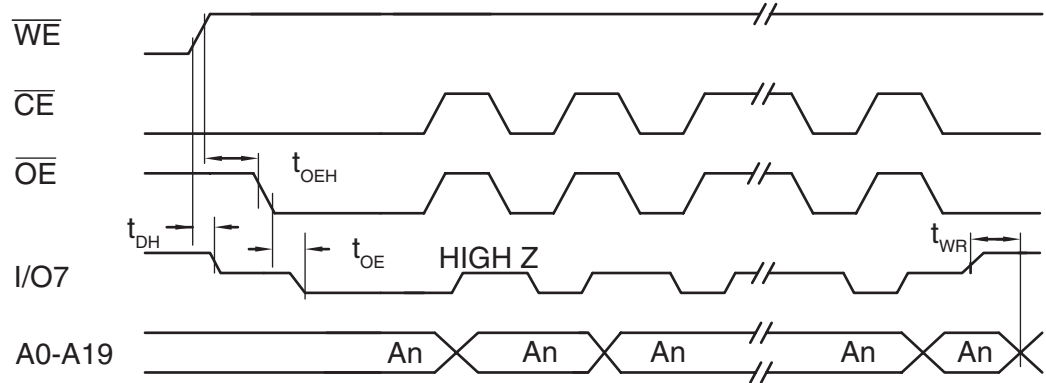 WE
CE
OE
tOEH
tDH
tOE
HIGH Z
tWR
I/O7
A0-A19
An
An
An
An
An